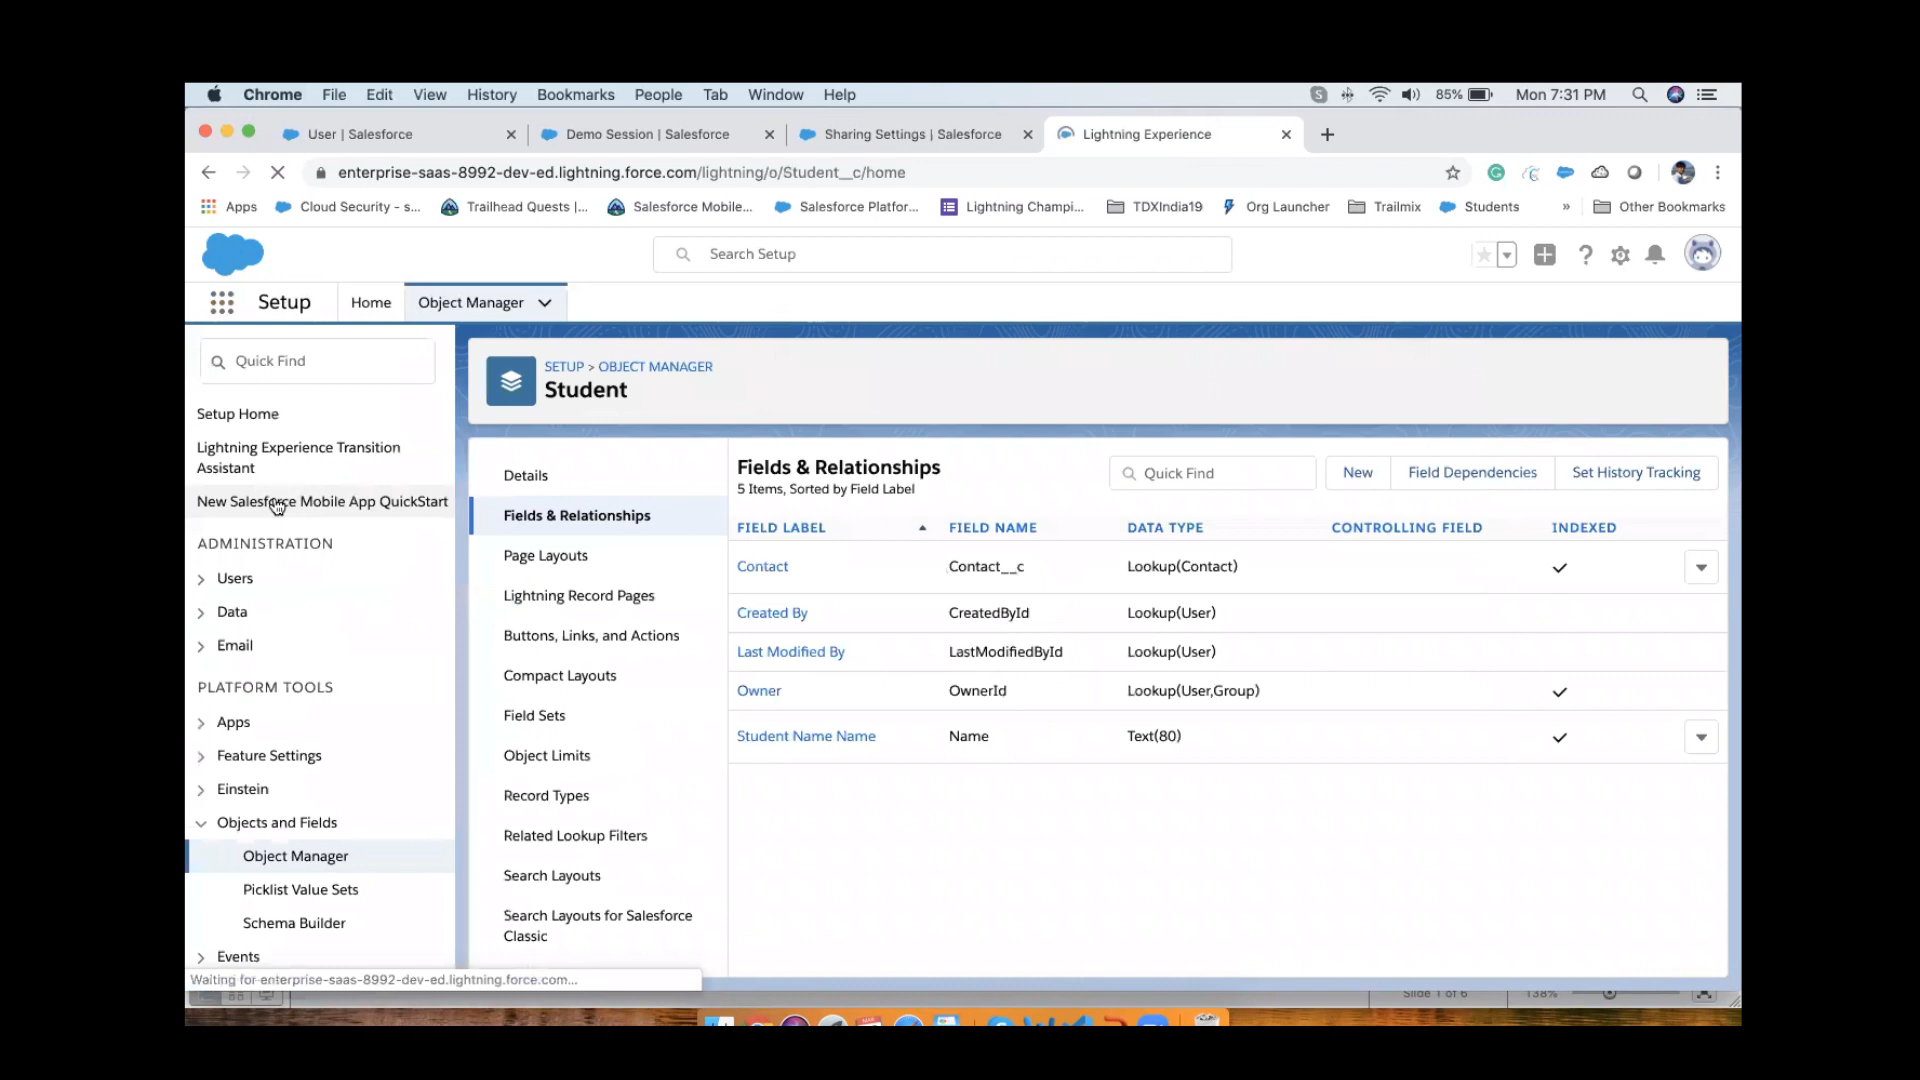 Chrome File Edit View History Bookmarks People Tab Window Help 85% Mon 7:31 PM
User | Salesforce Demo Session | Salesforce Sharing Settings | Salesforce Lightning Experience
enterprise-saas-8992-dev-ed.lightning.force.com/lightning/o/Student__c/home
Apps Cloud Security - s... Trailhead Quests |... Salesforce Mobile... Salesforce Platfor... Lightning Champi... TDXIndia19 Org Launcher Trailmix Students » Other Bookmarks
Search Setup
Setup Home Object Manager
Quick Find
Setup Home
Lightning Experience Transition
Assistant
New Salesforce Mobile App QuickStart
ADMINISTRATION
Users
Data
Email
PLATFORM TOOLS
Apps
Feature Settings
Einstein
Objects and Fields
Object Manager
Picklist Value Sets
Schema Builder
Events
Waiting for enterprise-saas-8992-dev-ed.lightning.force.com...
SETUP > OBJECT MANAGER
Student
Details
Fields & Relationships
Page Layouts
Lightning Record Pages
Buttons, Links, and Actions
Compact Layouts
Field Sets
Object Limits
Record Types
Related Lookup Filters
Search Layouts
Search Layouts for Salesforce
Classic
Fields & Relationships
5 Items, Sorted by Field Label
Quick Find New Field Dependencies Set History Tracking
FIELD LABEL FIELD NAME DATA TYPE CONTROLLING FIELD INDEXED
Contact Contact__c Lookup(Contact)
Created By CreatedById Lookup(User)
Last Modified By LastModifiedById Lookup(User)
Owner OwnerId Lookup(User,Group)
Student Name Name Name Text(80)
Slide 1 of 6 138%